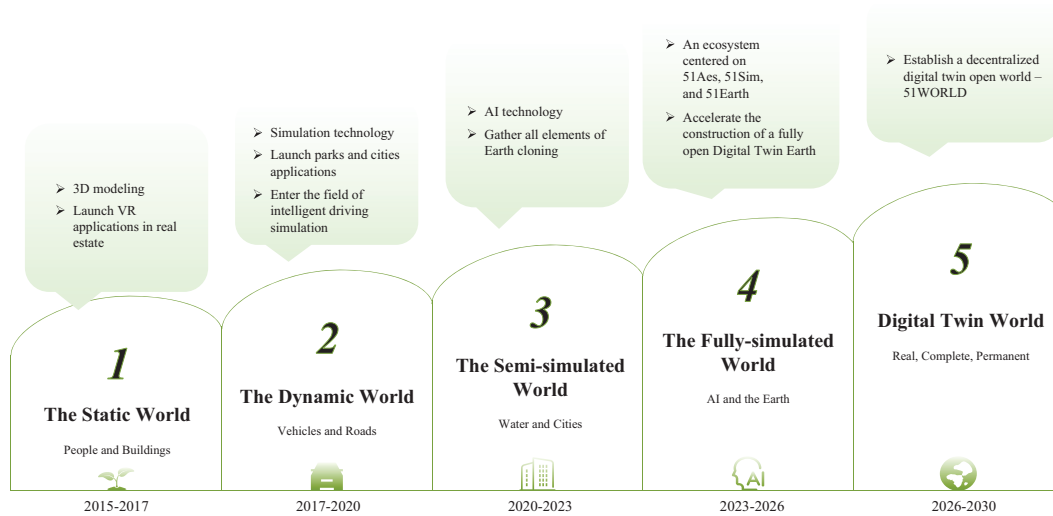 ➢ 3D modeling
➢ Launch VR
applications in real
estate
1
The Static World
People and Buildings
2015-2017
➢ Simulation technology
➢ Launch parks and cities
applications
➢ Enter the field of
intelligent driving
simulation
2
The Dynamic World
Vehicles and Roads
2017-2020
➢ AI technology
➢ Gather all elements of
Earth cloning
3
The Semi-simulated
World
Water and Cities
2020-2023
➢ An ecosystem
centered on
51Aes, 51Sim,
and 51Earth
➢ Accelerate the
construction of a fully
open Digital Twin Earth
4
The Fully-simulated
World
AI and the Earth
AI
2023-2026
➢ Establish a decentralized
digital twin open world –
51WORLD
5
Digital Twin World
Real, Complete, Permanent
2026-2030